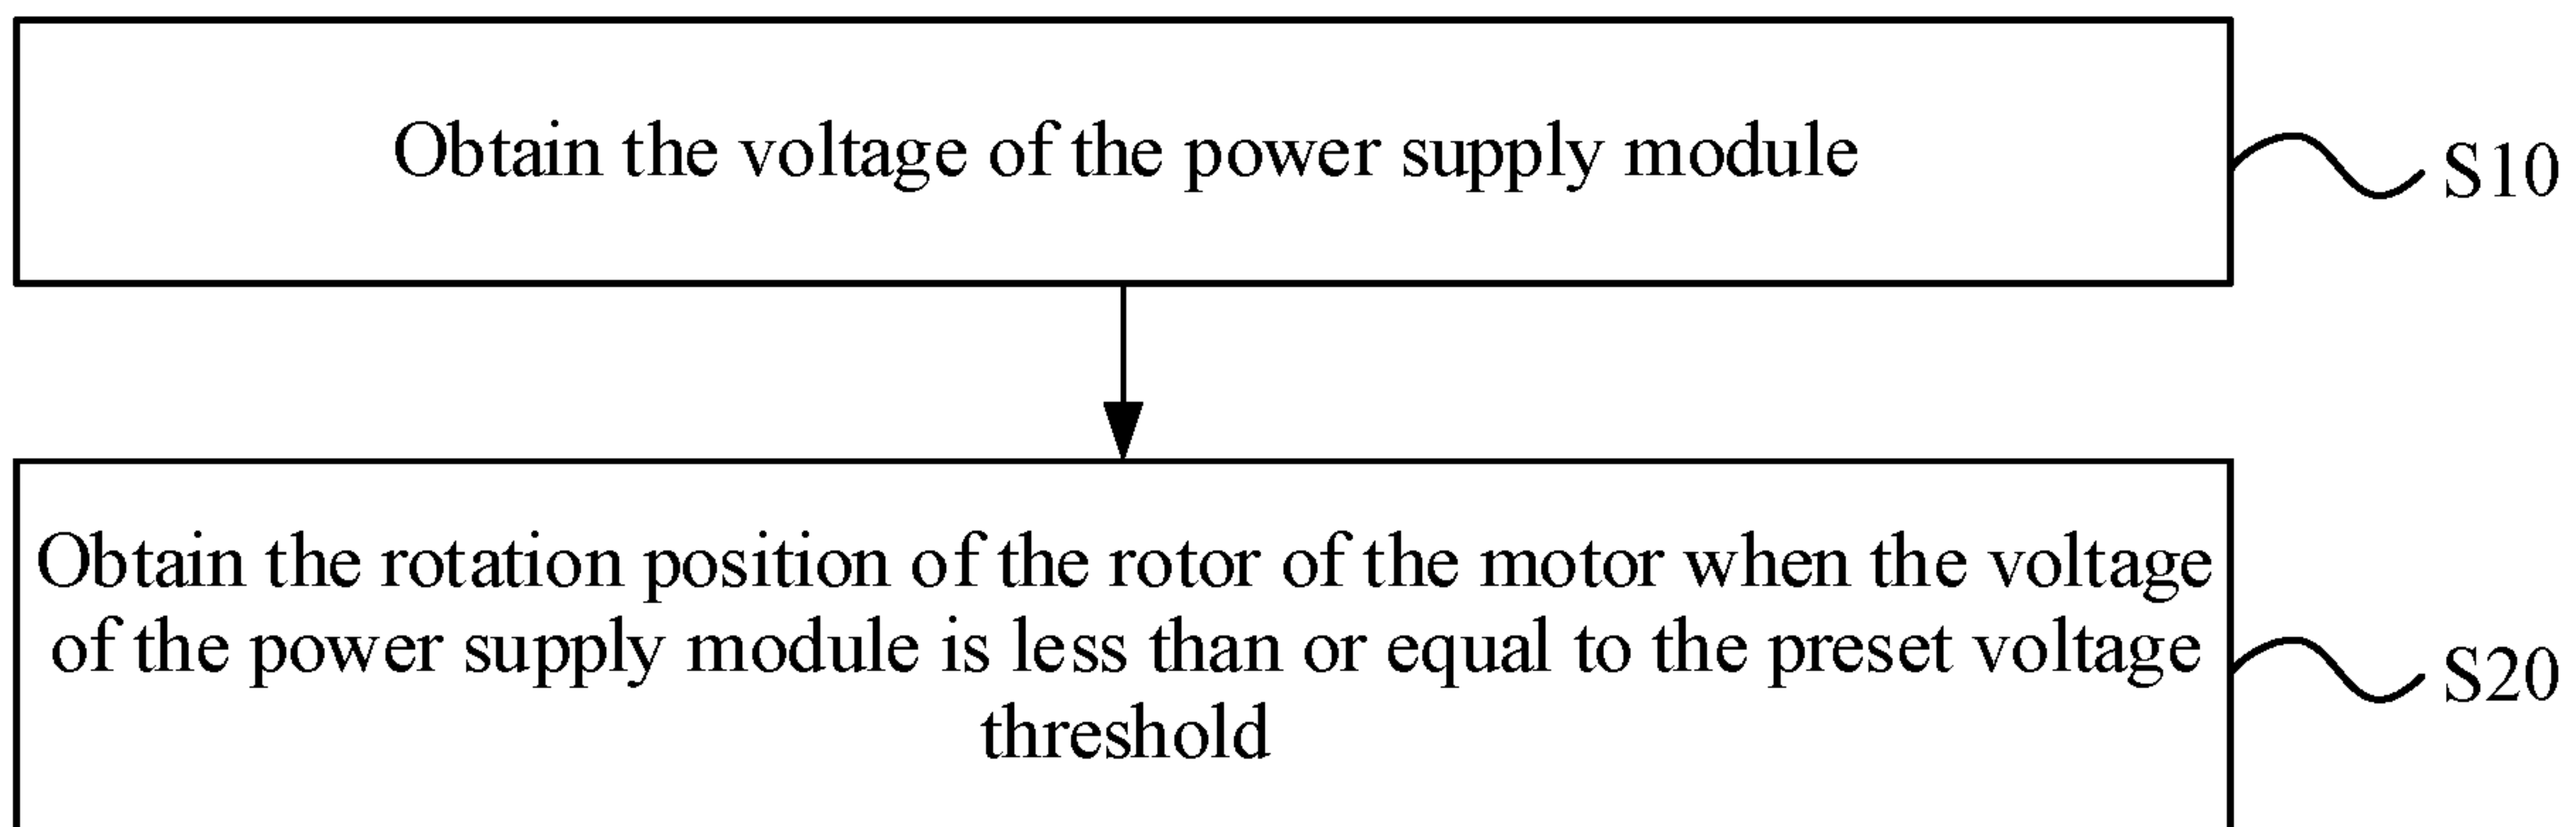 Obtain the voltage of the power supply module
S10
Obtain the rotation position of the rotor of the motor when the voltage
of the power supply module is less than or equal to the preset voltage
threshold
S20